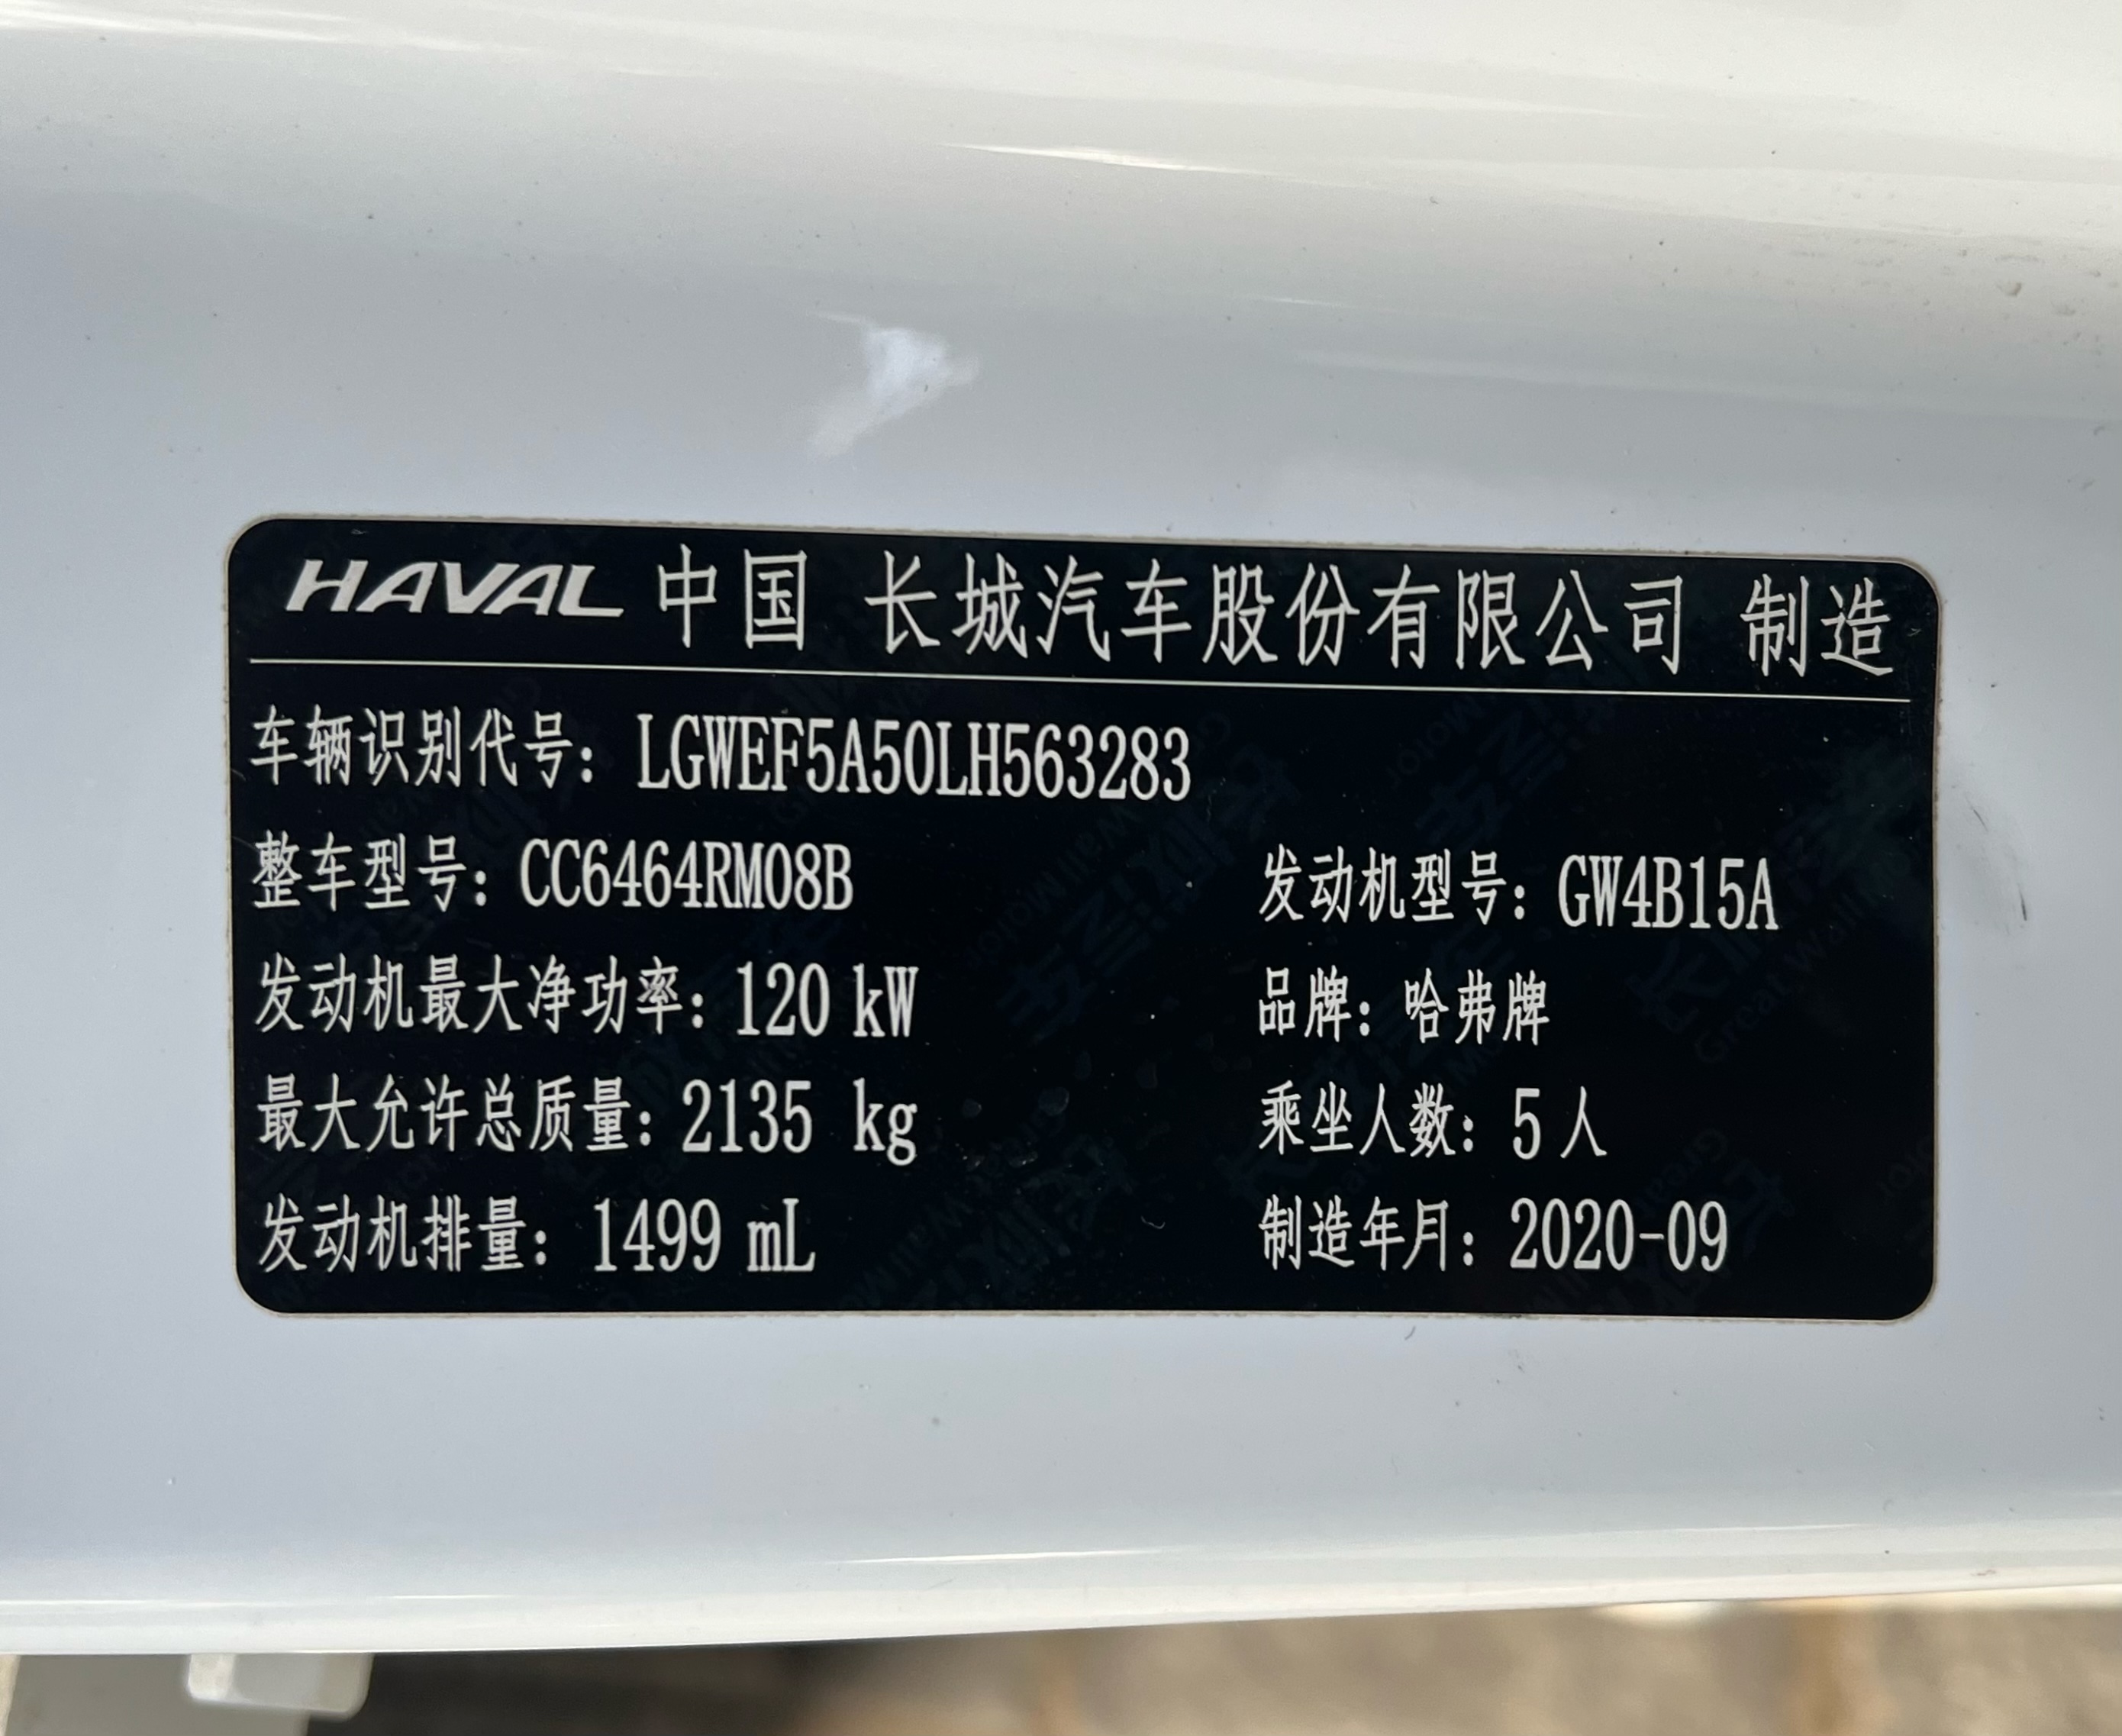 HAVAL 中国 长城汽车股份有限公司 制造
车辆识别代号：LGWEF5A50LH563283
整车型号：CC6464RM08B 发动机型号：GW4B15A
发动机最大净功率：120 kW 品牌：哈弗牌
最大允许总质量：2135 kg 乘坐人数：5人
发动机排量：1499 mL 制造年月：2020-09